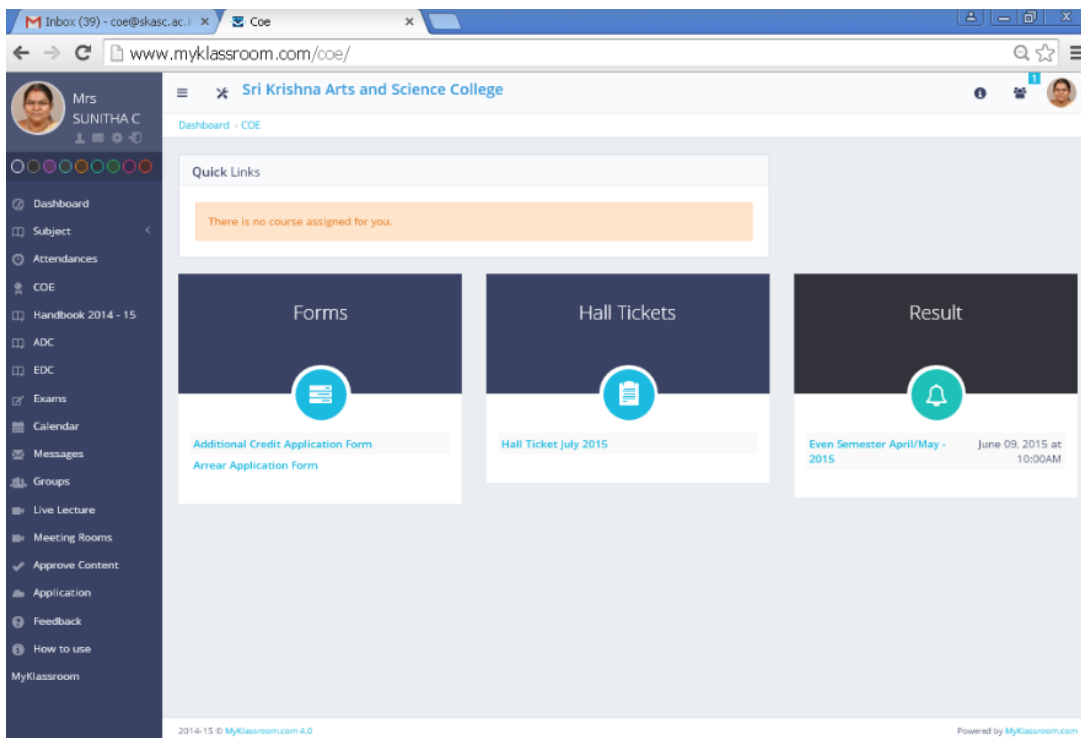 Inbox (39) - coe@skasc.ac.i
Coe
www.myklassroom.com/coe/
Mrs
SUNITHA C
Sri Krishna Arts and Science College
1
Dashboard › COE
Quick Links
There is no course assigned for you.
Dashboard
Subject
Attendances
COE
Handbook 2014 - 15
ADC
EDC
Exams
Calendar
Messages
Groups
Live Lecture
Meeting Rooms
Approve Content
Application
Feedback
How to use
MyKlassroom
Forms
Additional Credit Application Form
Arrear Application Form
Hall Tickets
Hall Ticket July 2015
Result
Even Semester April/May -
2015
June 09, 2015 at
10:00AM
2014-15 © MyKlassroom.com 4.0
Powered by MyKlassroom.com